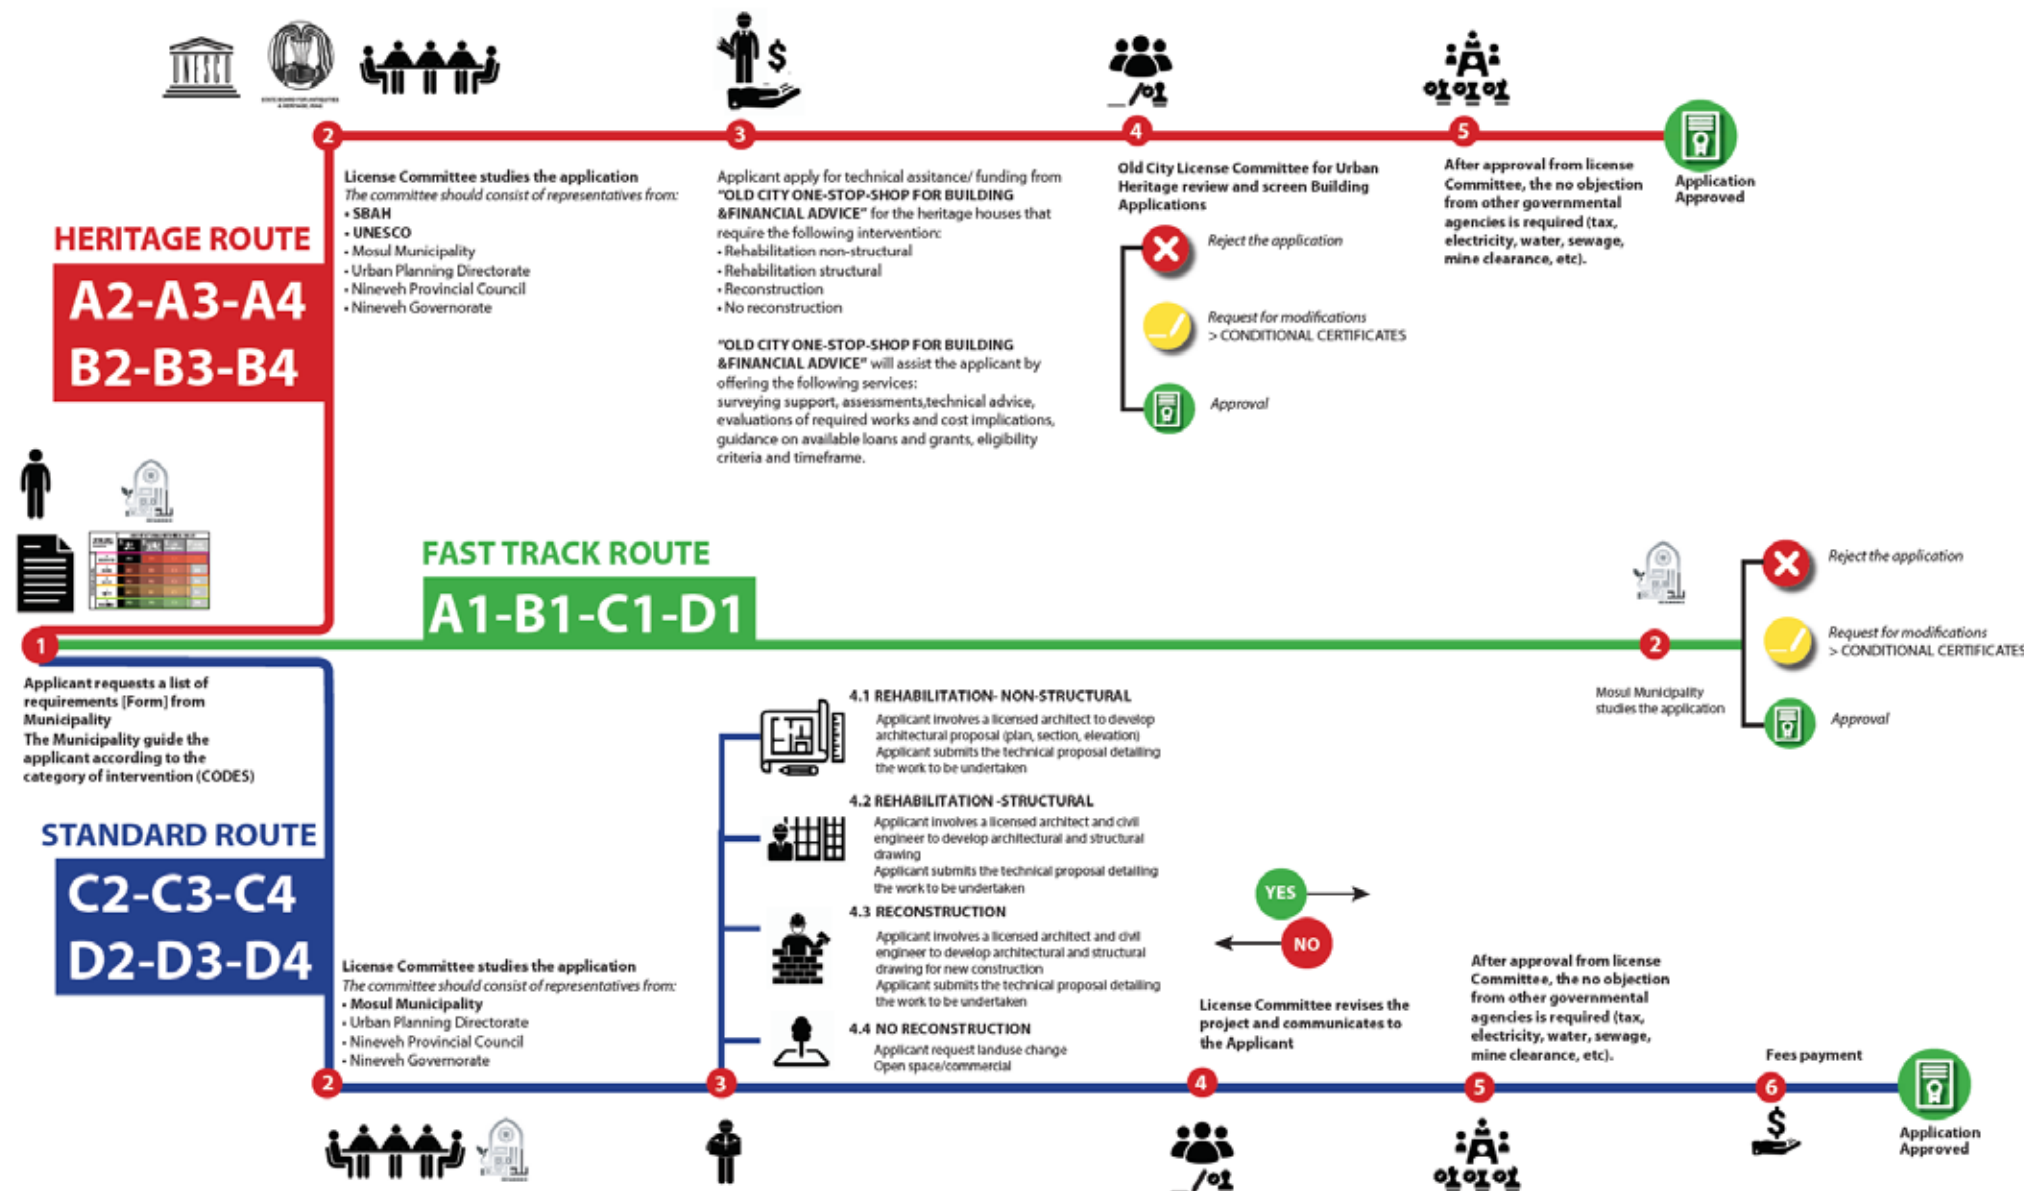 UNESCO
STATE BOARD FOR ANTIQUITIES
& HERITAGE, IRAQ
2
3
4
5
License Committee studies the application
The committee should consist of representatives from:
• SBAH
• UNESCO
• Mosul Municipality
• Urban Planning Directorate
• Nineveh Provincial Council
• Nineveh Governorate
Applicant apply for technical assitance/ funding from
"OLD CITY ONE-STOP-SHOP FOR BUILDING
&FINANCIAL ADVICE" for the heritage houses that
require the following intervention:
• Rehabilitation non-structural
• Rehabilitation structural
• Reconstruction
• No reconstruction
"OLD CITY ONE-STOP-SHOP FOR BUILDING
&FINANCIAL ADVICE" will assist the applicant by
offering the following services:
surveying support, assessments,technical advice,
evaluations of required works and cost implications,
guidance on available loans and grants, eligibility
criteria and timeframe.
Old City License Committee for Urban
Heritage review and screen Building
Applications
Reject the application
Request for modifications
> CONDITIONAL CERTIFICATES
Approval
After approval from license
Committee, the no objection
from other governmental
agencies is required (tax,
electricity, water, sewage,
mine clearance, etc).
Application
Approved
HERITAGE ROUTE
A2-A3-A4
B2-B3-B4
FAST TRACK ROUTE
A1-B1-C1-D1
1
2
Applicant requests a list of
requirements [Form] from
Municipality
The Municipality guide the
applicant according to the
category of intervention (CODES)
Mosul Municipality
studies the application
Reject the application
Request for modifications
> CONDITIONAL CERTIFICATES
Approval
STANDARD ROUTE
C2-C3-C4
D2-D3-D4
License Committee studies the application
The committee should consist of representatives from:
• Mosul Municipality
• Urban Planning Directorate
• Nineveh Provincial Council
• Nineveh Governorate
2
4.1 REHABILITATION- NON-STRUCTURAL
Applicant involves a licensed architect to develop
architectural proposal (plan, section, elevation)
Applicant submits the technical proposal detailing
the work to be undertaken
4.2 REHABILITATION -STRUCTURAL
Applicant involves a licensed architect and civil
engineer to develop architectural and structural
drawing
Applicant submits the technical proposal detailing
the work to be undertaken
4.3 RECONSTRUCTION
Applicant involves a licensed architect and civil
engineer to develop architectural and structural
drawing for new construction
Applicant submits the technical proposal detailing
the work to be undertaken
4.4 NO RECONSTRUCTION
Applicant request landuse change
Open space/commercial
3
YES
NO
License Committee revises the
project and communicates to
the Applicant
4
After approval from license
Committee, the no objection
from other governmental
agencies is required (tax,
electricity, water, sewage,
mine clearance, etc).
5
Fees payment
6
Application
Approved